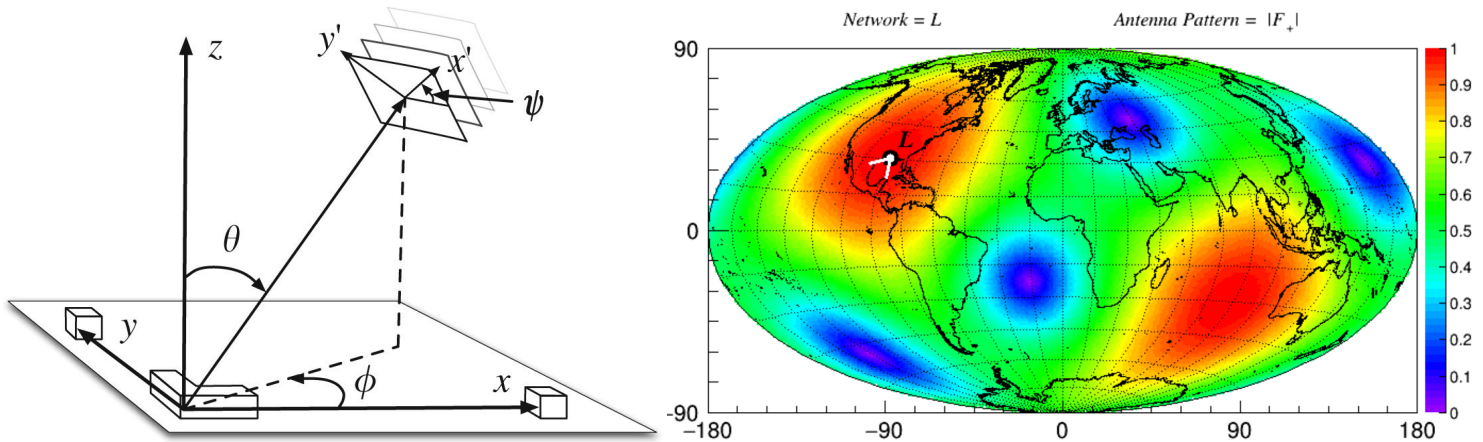 z
y'
x'
ψ
θ
y
x
ϕ
Network = L
Antenna Pattern = |F+|
90
0
-90
-180
-90
0
90
180
L
1
0.9
0.8
0.7
0.6
0.5
0.4
0.3
0.2
0.1
0